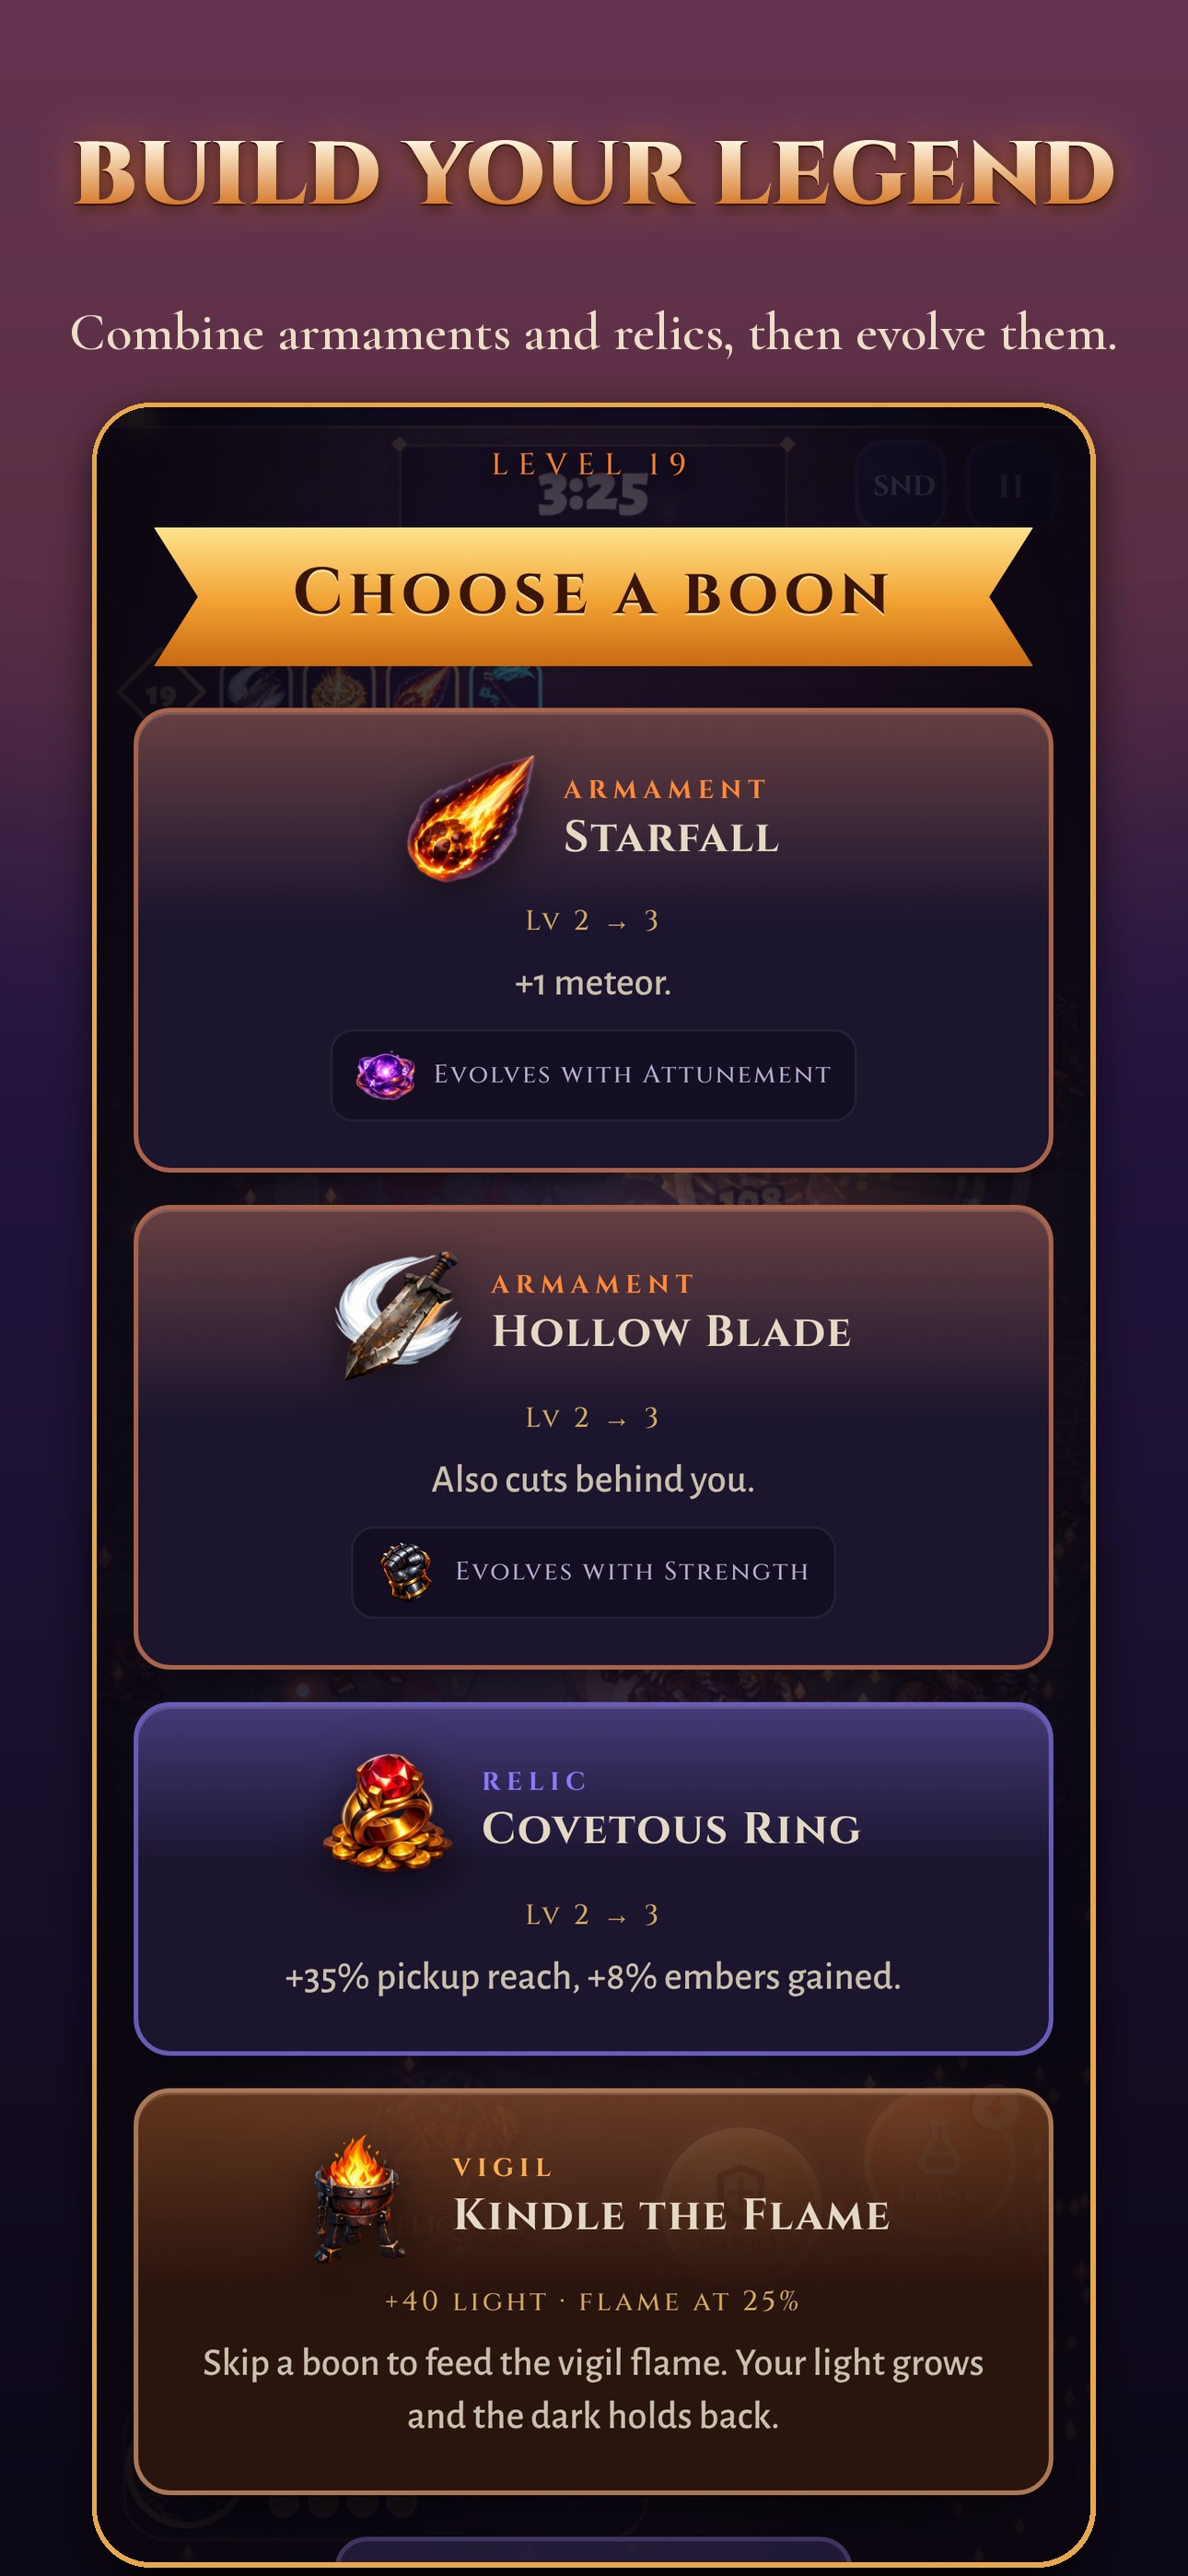 BUILD YOUR LEGEND
Combine armaments and relics, then evolve them.
LEVEL 19
3:25
SND
II
CHOOSE A BOON
19
ARMAMENT
STARFALL
LV 2 → 3
+1 meteor.
EVOLVES WITH ATTUNEMENT
198
ARMAMENT
HOLLOW BLADE
LV 2 → 3
Also cuts behind you.
EVOLVES WITH STRENGTH
RELIC
COVETOUS RING
LV 2 → 3
+35% pickup reach, +8% embers gained.
VIGIL
KINDLE THE FLAME
FLASK
+40 LIGHT · FLAME AT 25%
Skip a boon to feed the vigil flame. Your light grows
and the dark holds back.